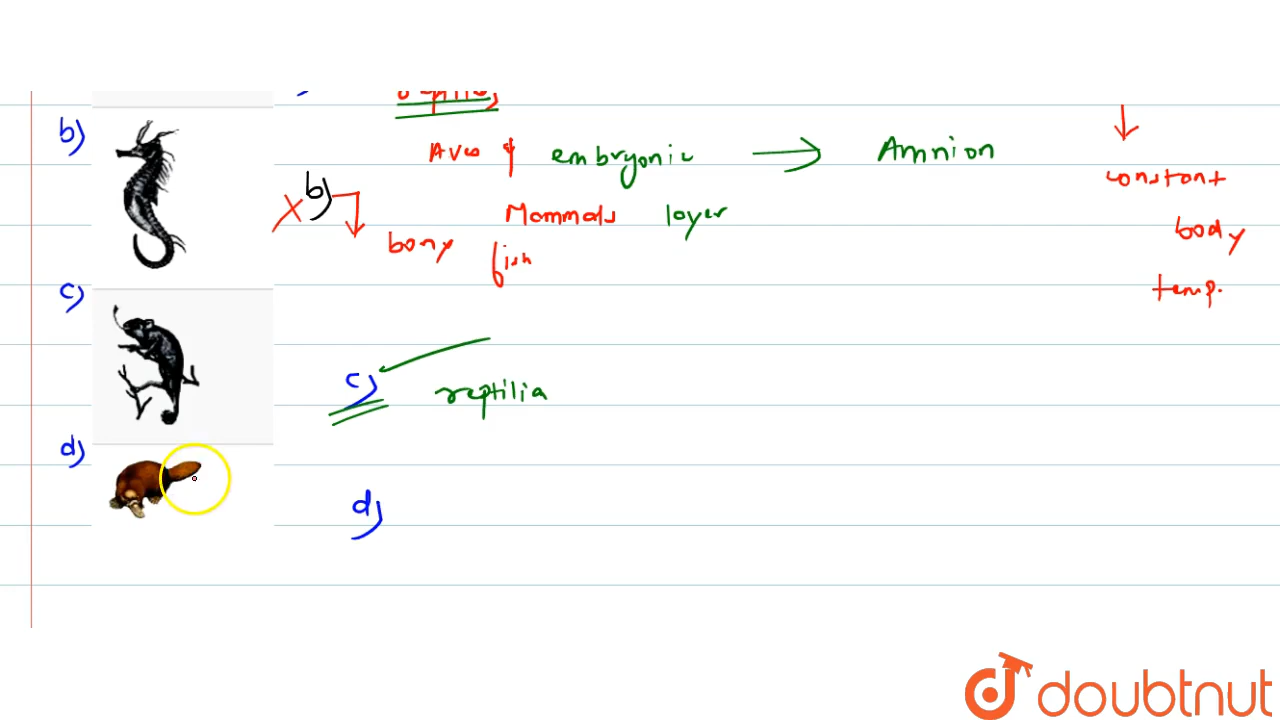 b)
Aves & embryonic → Amnion
↓
constant
X b)
Mammals layer
body
bony fish
c)
temp.
c) reptilia
d)
d)
doubtnut